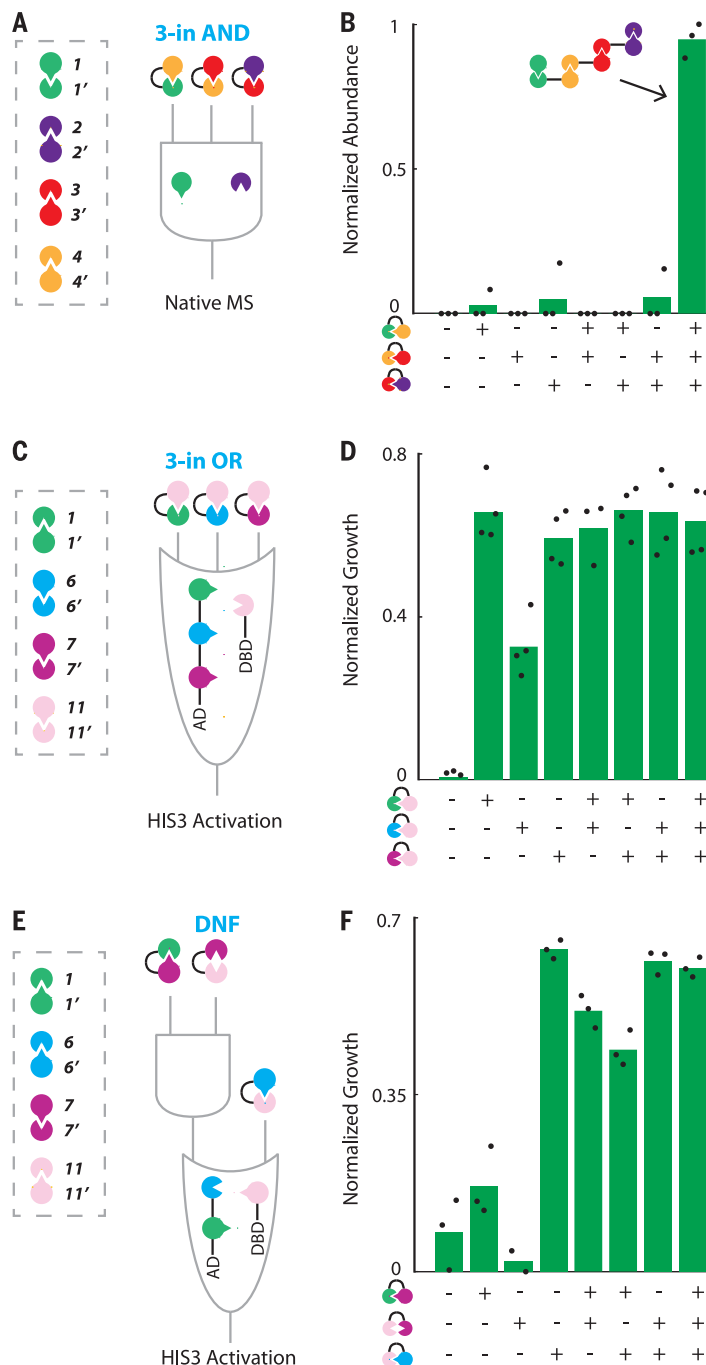 A
3-in AND
1
1'
2
2'
3
3'
4
4'
Native MS
B
Normalized Abundance
1
0.5
0
- + - - + + - +
- - + - + - + +
- - - + - + + +
C
3-in OR
1
1'
6
6'
7
7'
11
11'
AD
DBD
HIS3 Activation
D
Normalized Growth
0.8
0.4
0
- + - - + + - +
- - + - + - + +
- - - + - + + +
E
DNF
1
1'
6
6'
7
7'
11
11'
AD
DBD
HIS3 Activation
F
Normalized Growth
0.7
0.35
0
- + - - + + - +
- - + - + - + +
- - - + - + + +